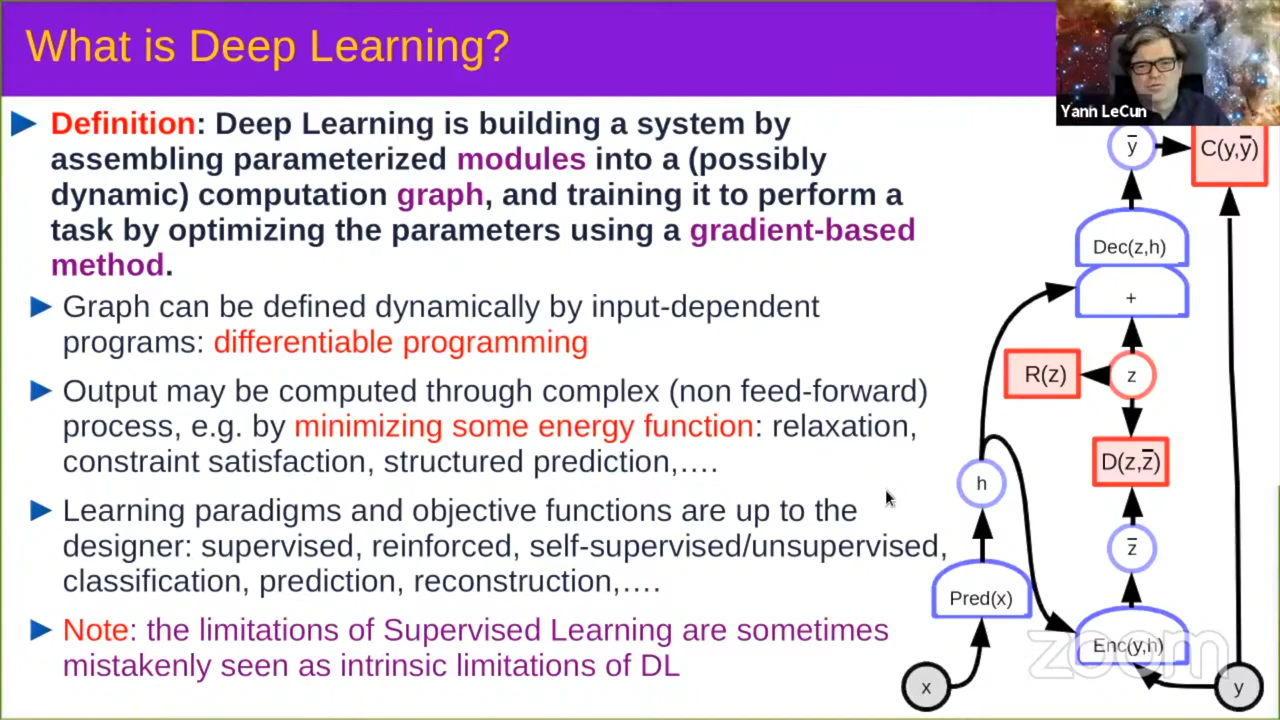 What is Deep Learning?
Yann LeCun
Definition: Deep Learning is building a system by
assembling parameterized modules into a (possibly
dynamic) computation graph, and training it to perform a
task by optimizing the parameters using a gradient-based
method.
Graph can be defined dynamically by input-dependent
programs: differentiable programming
Output may be computed through complex (non feed-forward)
process, e.g. by minimizing some energy function: relaxation,
constraint satisfaction, structured prediction,….
Learning paradigms and objective functions are up to the
designer: supervised, reinforced, self-supervised/unsupervised,
classification, prediction, reconstruction,….
Note: the limitations of Supervised Learning are sometimes
mistakenly seen as intrinsic limitations of DL
y̅
C(y,y̅)
Dec(z,h)
+
R(z)
z
D(z,z̅)
h
z̅
Pred(x)
Enc(y,h)
x
y
zoom